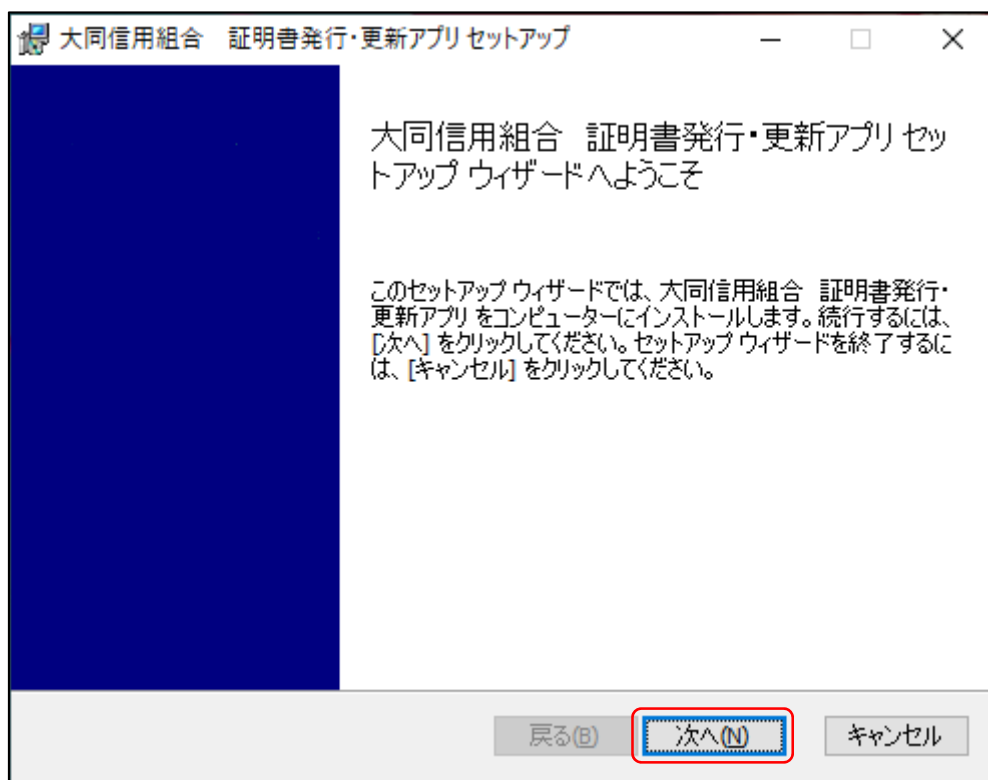 大同信用組合　証明書発行・更新アプリ セットアップ
大同信用組合　証明書発行・更新アプリ セッ
トアップ ウィザードへようこそ
このセットアップ ウィザードでは、大同信用組合　証明書発行・
更新アプリ をコンピューターにインストールします。続行するには、
[次へ] をクリックしてください。セットアップ ウィザードを終了するに
は、[キャンセル] をクリックしてください。
戻る(B) 次へ(N) キャンセル